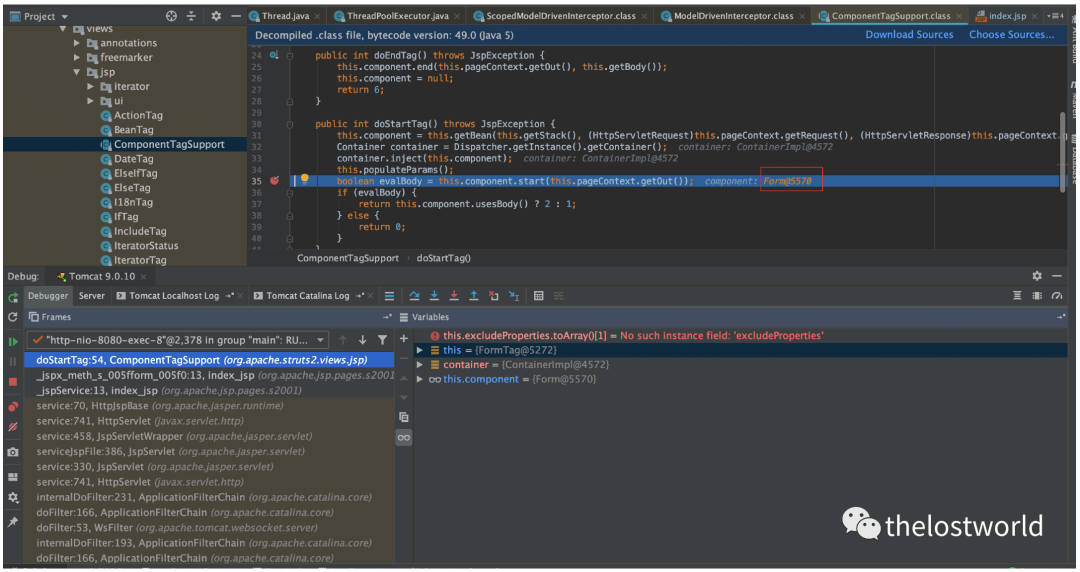 Project
Thread.java
ThreadPoolExecutor.java
ScopedModelDrivenInterceptor.class
ModelDrivenInterceptor.class
ComponentTagSupport.class
index.jsp
views
annotations
freemarker
jsp
iterator
ui
ActionTag
BeanTag
ComponentTagSupport
DateTag
ElseIfTag
ElseTag
I18nTag
IfTag
IncludeTag
IteratorStatus
IteratorTag
Decompiled .class file, bytecode version: 49.0 (Java 5)
Download Sources
Choose Sources...
24 public int doEndTag() throws JspException {
25 this.component.end(this.pageContext.getOut(), this.getBody());
26 this.component = null;
27 return 6;
28 }
29
30 public int doStartTag() throws JspException {
31 this.component = this.getBean(this.getStack(), (HttpServletRequest)this.pageContext.getRequest(), (HttpServletResponse)this.pageContext.
32 Container container = Dispatcher.getInstance().getContainer(); container: ContainerImpl@4572
33 container.inject(this.component); container: ContainerImpl@4572
34 this.populateParams();
35 boolean evalBody = this.component.start(this.pageContext.getOut()); component: Form@5570
36 if (evalBody) {
37 return this.component.usesBody() ? 2 : 1;
38 } else {
39 return 0;
40 }
ComponentTagSupport › doStartTag()
Debug: Tomcat 9.0.10
Debugger
Server
Tomcat Localhost Log
Tomcat Catalina Log
Frames
Variables
"http-nio-8080-exec-8"@2,378 in group "main": RU...
doStartTag:54, ComponentTagSupport (org.apache.struts2.views.jsp)
_jspx_meth_s_005fform_005f0:13, index_jsp (org.apache.jsp.pages.s2001)
_jspService:13, index_jsp (org.apache.jsp.pages.s2001)
service:70, HttpJspBase (org.apache.jasper.runtime)
service:741, HttpServlet (javax.servlet.http)
service:458, JspServletWrapper (org.apache.jasper.servlet)
serviceJspFile:386, JspServlet (org.apache.jasper.servlet)
service:330, JspServlet (org.apache.jasper.servlet)
service:741, HttpServlet (javax.servlet.http)
internalDoFilter:231, ApplicationFilterChain (org.apache.catalina.core)
doFilter:166, ApplicationFilterChain (org.apache.catalina.core)
doFilter:53, WsFilter (org.apache.tomcat.websocket.server)
internalDoFilter:193, ApplicationFilterChain (org.apache.catalina.core)
doFilter:166, ApplicationFilterChain (org.apache.catalina.core)
this.excludeProperties.toArray()[1] = No such instance field: 'excludeProperties'
this = {FormTag@5272}
container = {ContainerImpl@4572}
this.component = {Form@5570}
thelostworld
Maven
Database